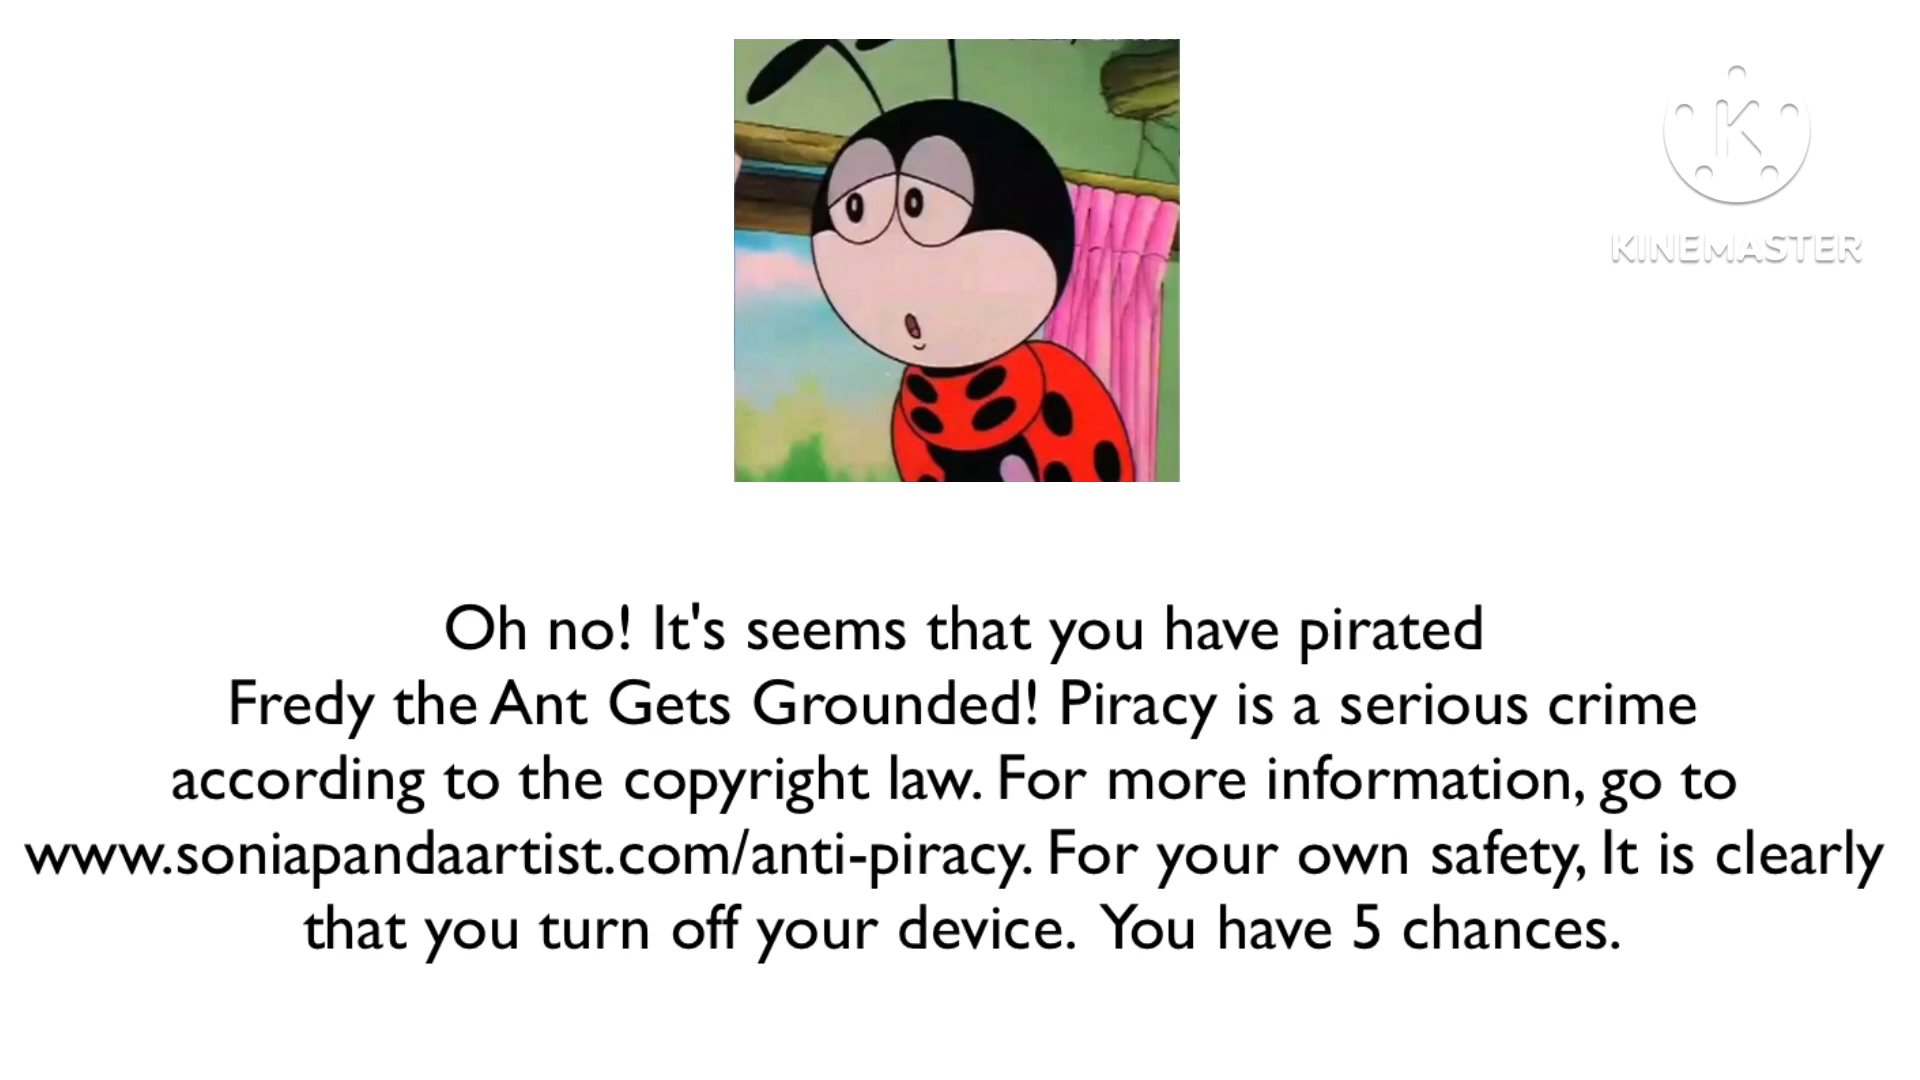 KINEMASTER
Oh no! It's seems that you have pirated
Fredy the Ant Gets Grounded! Piracy is a serious crime
according to the copyright law. For more information, go to
www.soniapandaartist.com/anti-piracy. For your own safety, It is clearly
that you turn off your device. You have 5 chances.